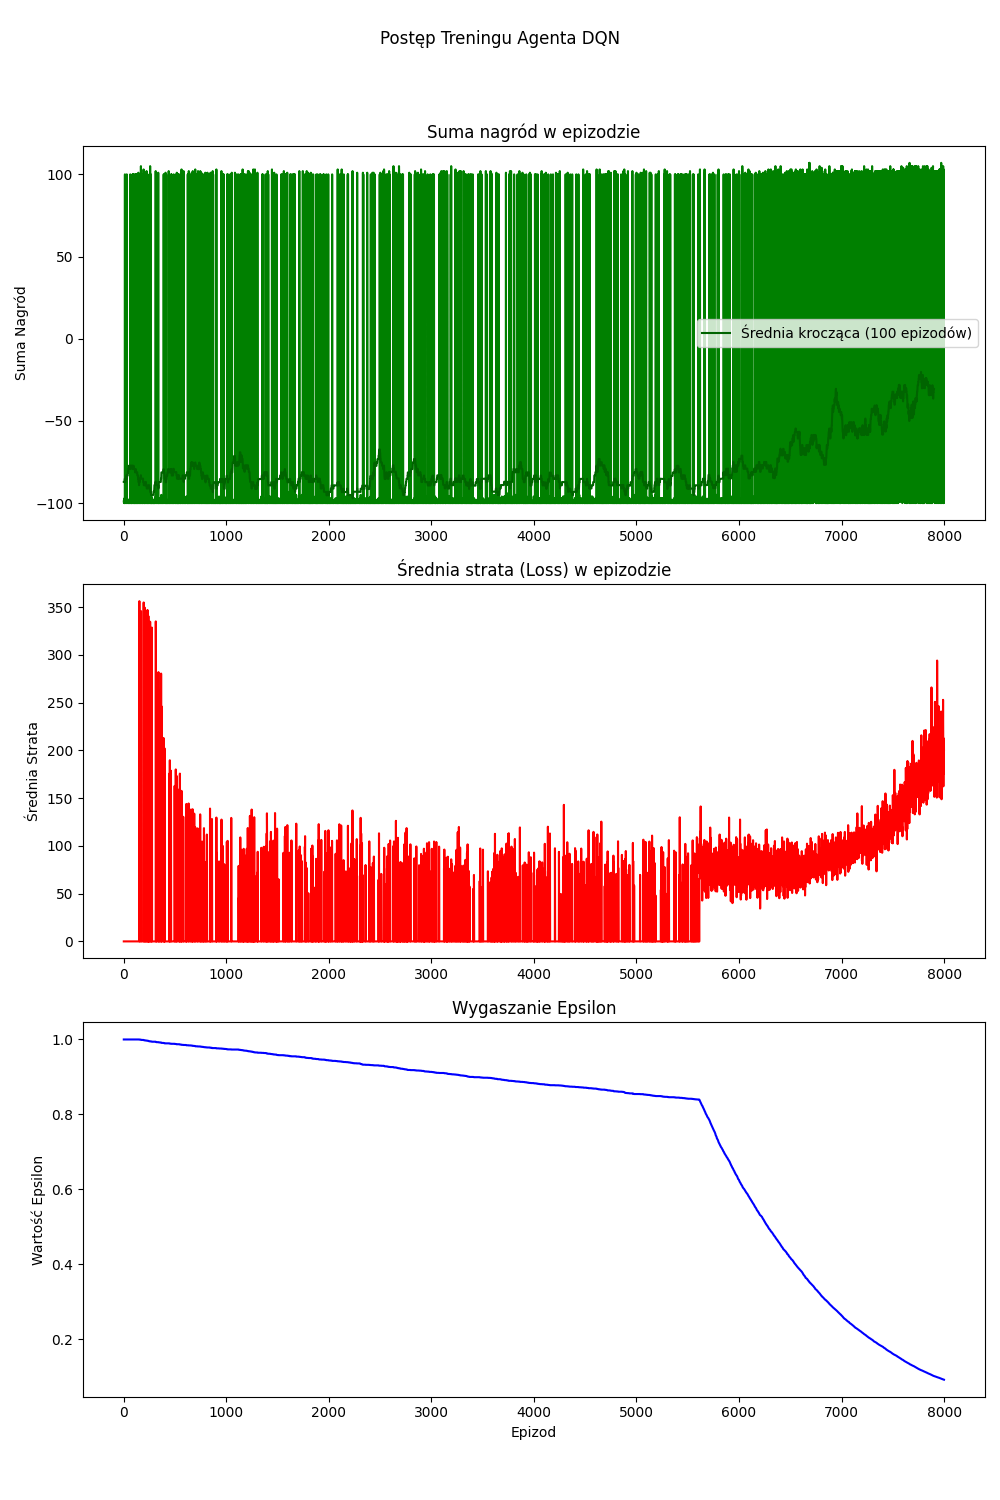 Postęp Treningu Agenta DQN
Suma nagród w epizodzie
Suma Nagród
100
50
0
−50
−100
Średnia krocząca (100 epizodów)
0 1000 2000 3000 4000 5000 6000 7000 8000
Średnia strata (Loss) w epizodzie
Średnia Strata
350
300
250
200
150
100
50
0
0 1000 2000 3000 4000 5000 6000 7000 8000
Wygaszanie Epsilon
Wartość Epsilon
1.0
0.8
0.6
0.4
0.2
0 1000 2000 3000 4000 5000 6000 7000 8000
Epizod